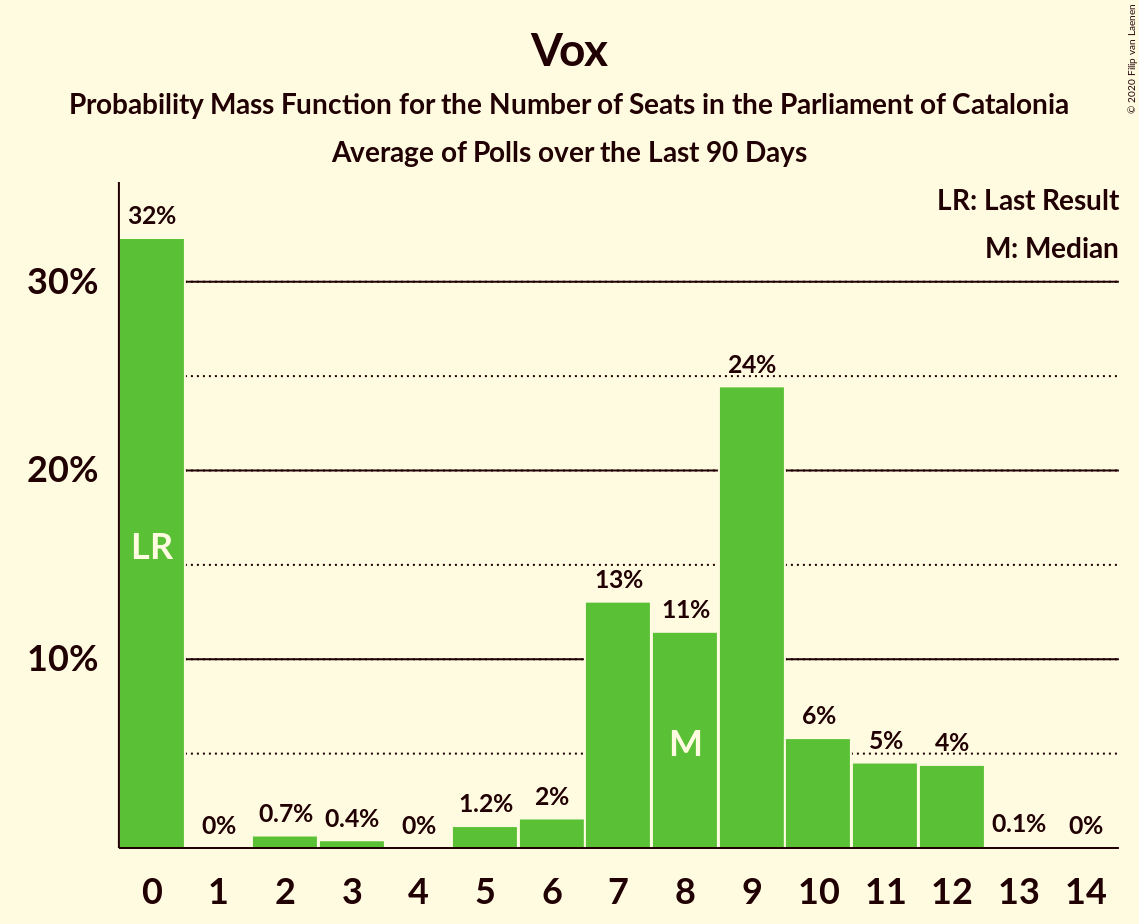 Vox
Probability Mass Function for the Number of Seats in the Parliament of Catalonia
Average of Polls over the Last 90 Days
© 2020 Filip van Laenen
LR: Last Result
M: Median
32%
30%
24%
20%
LR
13%
11%
10%
M
6%
5%
4%
2%
1.2%
0.7%
0.4%
0%
0%
0.1%
0%
0 1 2 3 4 5 6 7 8 9 10 11 12 13 14